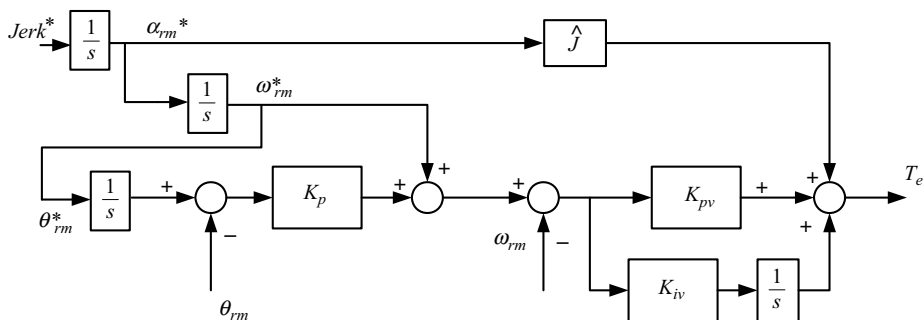 Jerk*
1
s
α_rm*
Ĵ
1
s
ω*_rm
+
+
T_e
θ*_rm
1
s
+
K_p
+
+
K_pv
+
+
−
ω_rm
−
K_iv
1
s
θ_rm